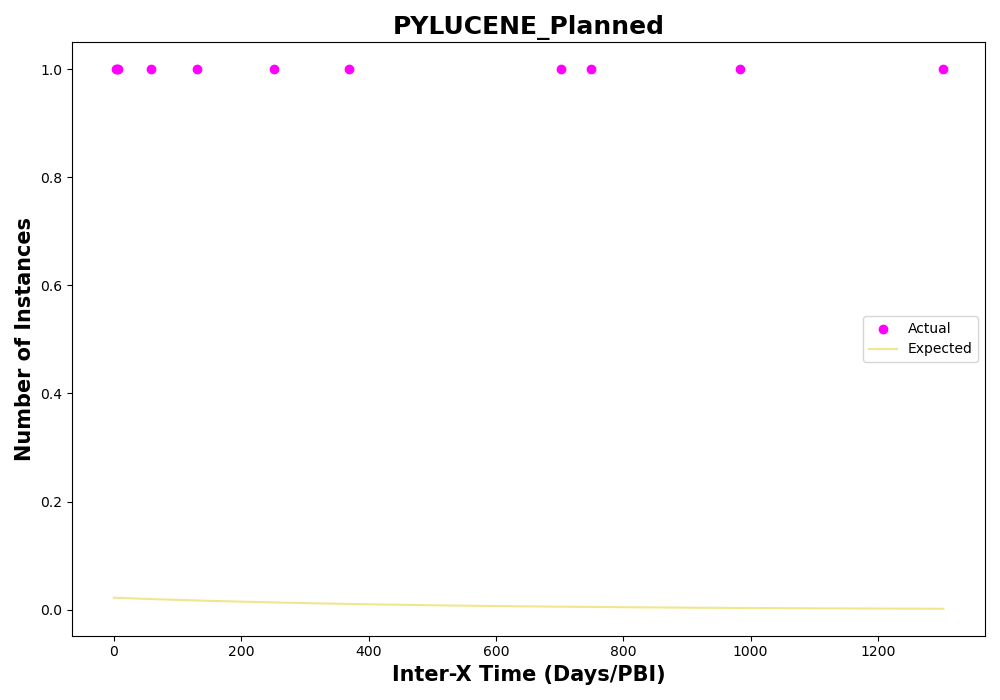 PYLUCENE_Planned
Number of Instances
1.0
0.8
0.6
0.4
0.2
0.0
Actual
Expected
0 200 400 600 800 1000 1200
Inter-X Time (Days/PBI)